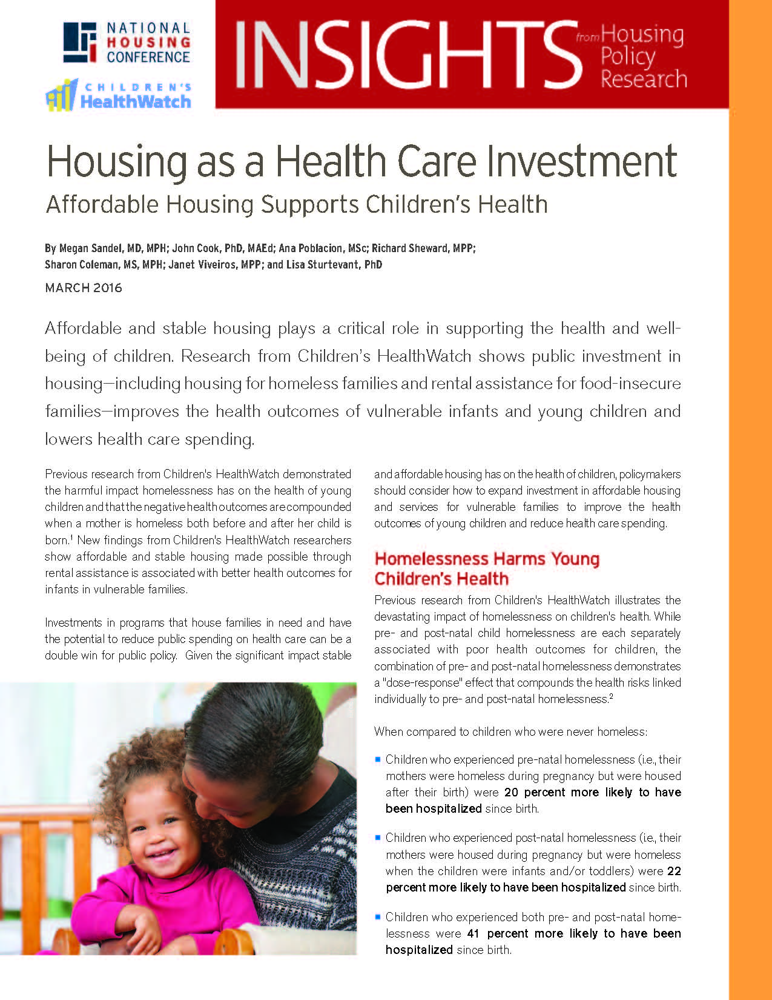 NATIONAL
HOUSING
CONFERENCE
CHILDREN'S
HealthWatch
INSIGHTS from Housing
Policy
Research
Housing as a Health Care Investment
Affordable Housing Supports Children's Health
By Megan Sandel, MD, MPH; John Cook, PhD, MAEd; Ana Poblacion, MSc; Richard Sheward, MPP;
Sharon Coleman, MS, MPH; Janet Viveiros, MPP; and Lisa Sturtevant, PhD
MARCH 2016
Affordable and stable housing plays a critical role in supporting the health and well-
being of children. Research from Children's HealthWatch shows public investment in
housing—including housing for homeless families and rental assistance for food-insecure
families—improves the health outcomes of vulnerable infants and young children and
lowers health care spending.
Previous research from Children's HealthWatch demonstrated
the harmful impact homelessness has on the health of young
children and that the negative health outcomes are compounded
when a mother is homeless both before and after her child is
born.¹ New findings from Children's HealthWatch researchers
show affordable and stable housing made possible through
rental assistance is associated with better health outcomes for
infants in vulnerable families.
Investments in programs that house families in need and have
the potential to reduce public spending on health care can be a
double win for public policy. Given the significant impact stable
and affordable housing has on the health of children, policymakers
should consider how to expand investment in affordable housing
and services for vulnerable families to improve the health
outcomes of young children and reduce health care spending.
Homelessness Harms Young
Children's Health
Previous research from Children's HealthWatch illustrates the
devastating impact of homelessness on children's health. While
pre- and post-natal child homelessness are each separately
associated with poor health outcomes for children, the
combination of pre- and post-natal homelessness demonstrates
a "dose-response" effect that compounds the health risks linked
individually to pre- and post-natal homelessness.²
When compared to children who were never homeless:
Children who experienced pre-natal homelessness (i.e., their
mothers were homeless during pregnancy but were housed
after their birth) were 20 percent more likely to have
been hospitalized since birth.
Children who experienced post-natal homelessness (i.e., their
mothers were housed during pregnancy but were homeless
when the children were infants and/or toddlers) were 22
percent more likely to have been hospitalized since birth.
Children who experienced both pre- and post-natal home-
lessness were 41 percent more likely to have been
hospitalized since birth.